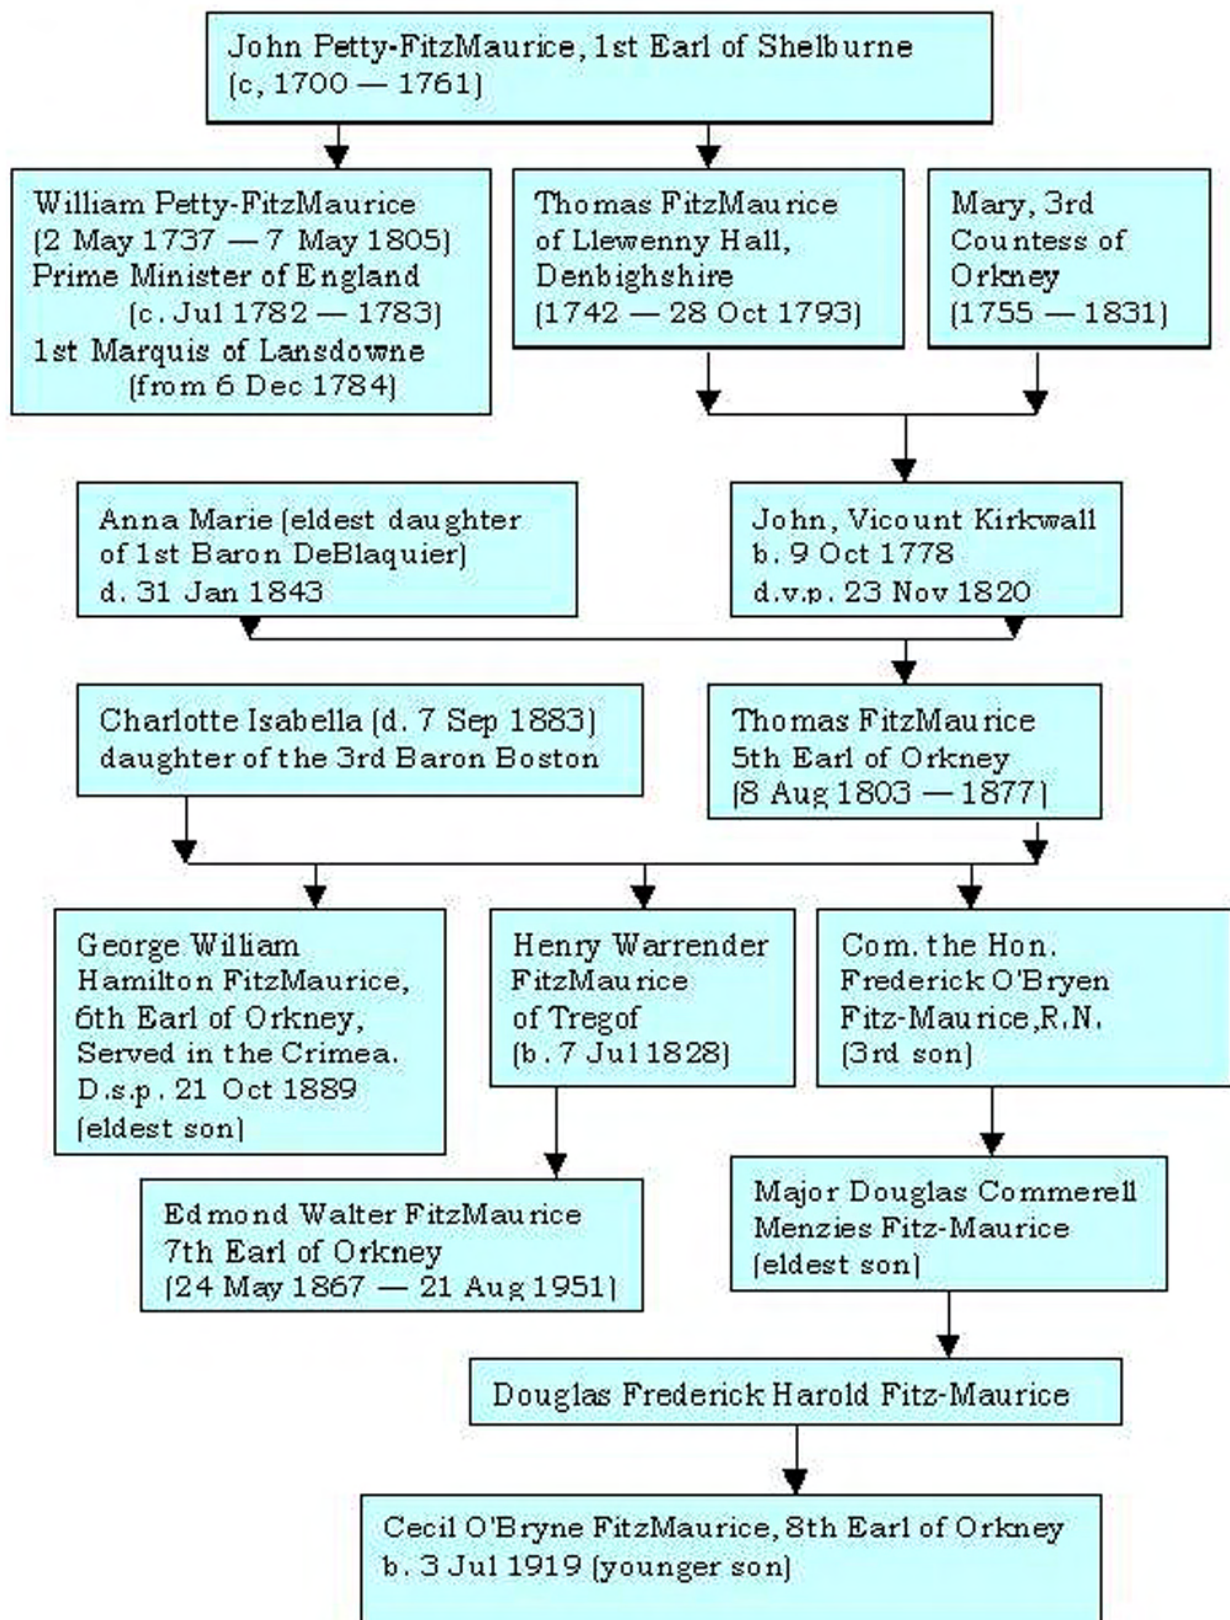 John Petty-FitzMaurice, 1st Earl of Shelburne
(c, 1700 — 1761)
William Petty-FitzMaurice
(2 May 1737 — 7 May 1805)
Prime Minister of England
(c. Jul 1782 — 1783)
1st Marquis of Lansdowne
(from 6 Dec 1784)
Thomas FitzMaurice
of Llewenny Hall,
Denbighshire
(1742 — 28 Oct 1793)
Mary, 3rd
Countess of
Orkney
(1755 — 1831)
Anna Marie (eldest daughter
of 1st Baron DeBlaquier)
d. 31 Jan 1843
John, Vicount Kirkwall
b. 9 Oct 1778
d.v.p. 23 Nov 1820
Charlotte Isabella (d. 7 Sep 1883)
daughter of the 3rd Baron Boston
Thomas FitzMaurice
5th Earl of Orkney
(8 Aug 1803 — 1877)
George William
Hamilton FitzMaurice,
6th Earl of Orkney,
Served in the Crimea.
D.s.p. 21 Oct 1889
(eldest son)
Henry Warrender
FitzMaurice
of Tregof
(b. 7 Jul 1828)
Com. the Hon.
Frederick O'Bryen
Fitz-Maurice,R.N.
(3rd son)
Edmond Walter FitzMaurice
7th Earl of Orkney
(24 May 1867 — 21 Aug 1951)
Major Douglas Commerell
Menzies Fitz-Maurice
(eldest son)
Douglas Frederick Harold Fitz-Maurice
Cecil O'Bryne FitzMaurice, 8th Earl of Orkney
b. 3 Jul 1919 (younger son)